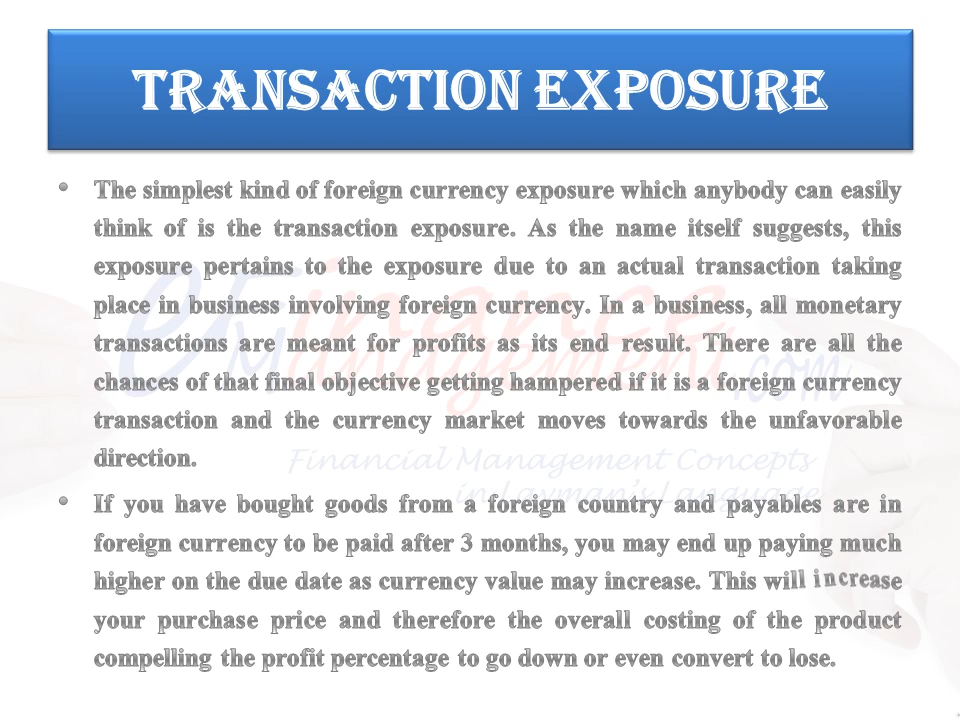 TRANSACTION EXPOSURE
• The simplest kind of foreign currency exposure which anybody can easily
think of is the transaction exposure. As the name itself suggests, this
exposure pertains to the exposure due to an actual transaction taking
place in business involving foreign currency. In a business, all monetary
transactions are meant for profits as its end result. There are all the
chances of that final objective getting hampered if it is a foreign currency
transaction and the currency market moves towards the unfavorable
direction.
• If you have bought goods from a foreign country and payables are in
foreign currency to be paid after 3 months, you may end up paying much
higher on the due date as currency value may increase. This will increase
your purchase price and therefore the overall costing of the product
compelling the profit percentage to go down or even convert to lose.
efinance
management.com
Financial Management Concepts
in Layman's Language